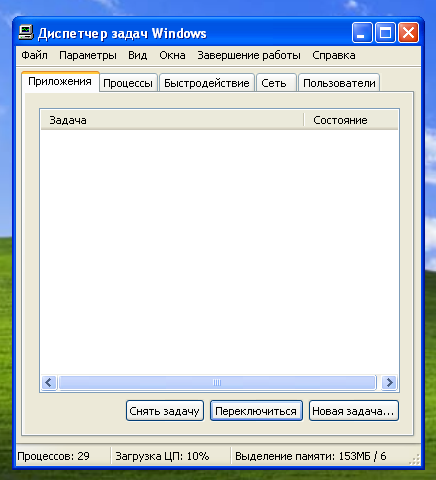 Диспетчер задач Windows
Файл Параметры Вид Окна Завершение работы Справка
Приложения Процессы Быстродействие Сеть Пользователи
Задача Состояние
Снять задачу Переключиться Новая задача...
Процессов: 29 Загрузка ЦП: 10% Выделение памяти: 153МБ / 6